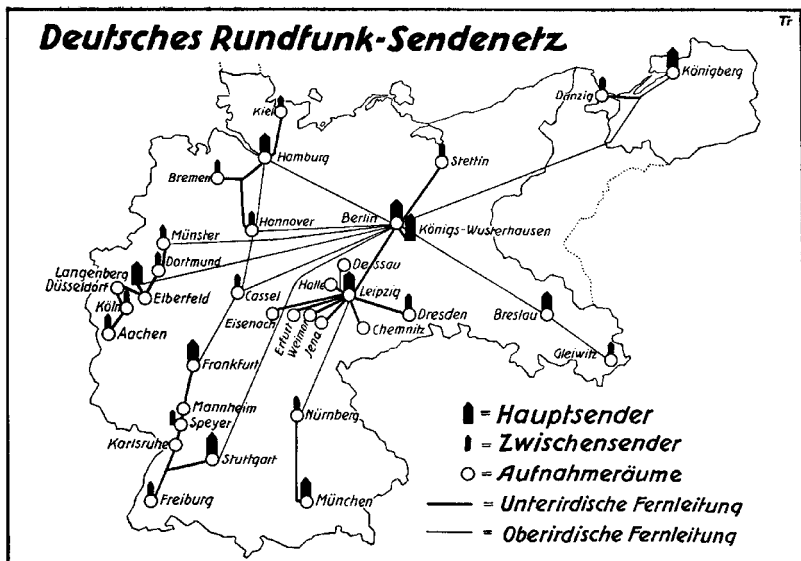 Tr
Deutsches Rundfunk-Sendenetz
Königberg
Danzig
Kiel
Stettin
Hamburg
Bremen
Berlin
Hannover
Königs-Wusterhausen
Münster
Dessau
Dortmund
Langenberg
Düsseldorf
Halle
Leipzig
Elberfeld
Cassel
Köln
Dresden
Breslau
Eisenach
Erfurt
Weimar
Jena
Chemnitz
Aachen
Gleiwitz
Frankfurt
Mannheim
Nürnberg
Speyer
Karlsruhe
Stuttgart
Freiburg
München
= Hauptsender
= Zwischensender
= Aufnahmeräume
= Unterirdische Fernleitung
= Oberirdische Fernleitung